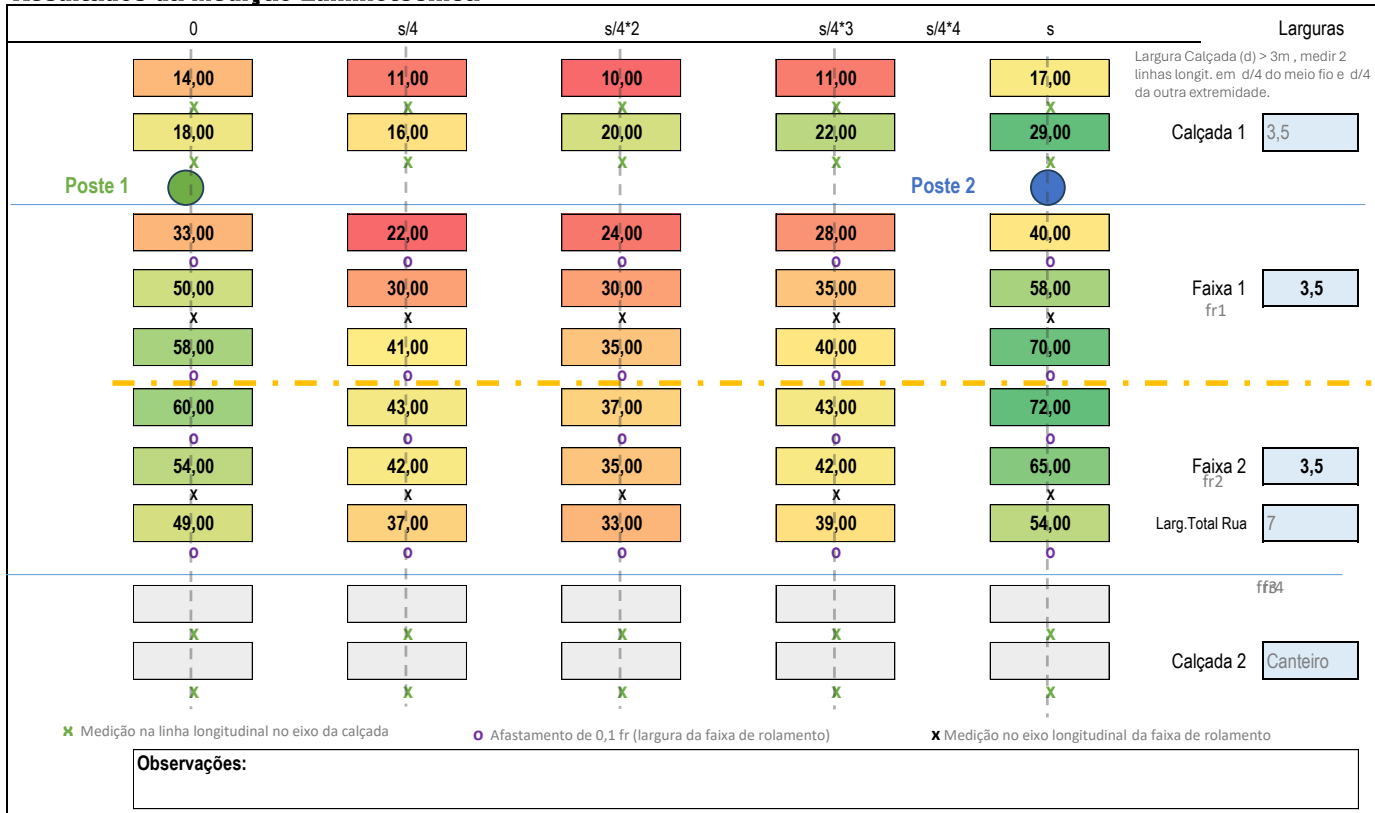 Resultados da Medição Luminotécnica
0 s/4 s/4*2 s/4*3 s/4*4 s Larguras
Largura Calçada (d) > 3m , medir 2
linhas longit. em d/4 do meio fio e d/4
da outra extremidade.
14,00 11,00 10,00 11,00 17,00
x x x x x
18,00 16,00 20,00 22,00 29,00 Calçada 1 3,5
x x x x x
Poste 1 Poste 2
33,00 22,00 24,00 28,00 40,00
o o o o o
50,00 30,00 30,00 35,00 58,00 Faixa 1 3,5
fr1
x x x x x
58,00 41,00 35,00 40,00 70,00
o o o o o
60,00 43,00 37,00 43,00 72,00
o o o o o
54,00 42,00 35,00 42,00 65,00 Faixa 2 3,5
fr2
x x x x x
49,00 37,00 33,00 39,00 54,00 Larg.Total Rua 7
o o o o o
x x x x x
Calçada 2 Canteiro
x x x x x
x Medição na linha longitudinal no eixo da calçada o Afastamento de 0,1 fr (largura da faixa de rolamento) x Medição no eixo longitudinal da faixa de rolamento
Observações: